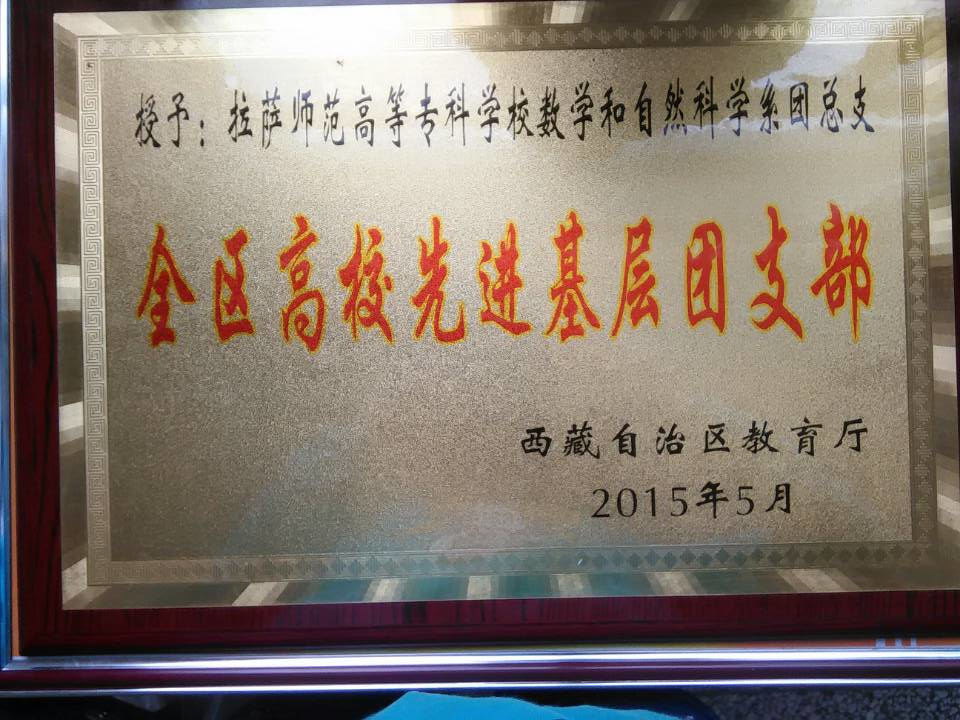 授予：拉萨师范高等专科学校数学和自然科学系团总支
全区高校先进基层团支部
西藏自治区教育厅
2015年5月